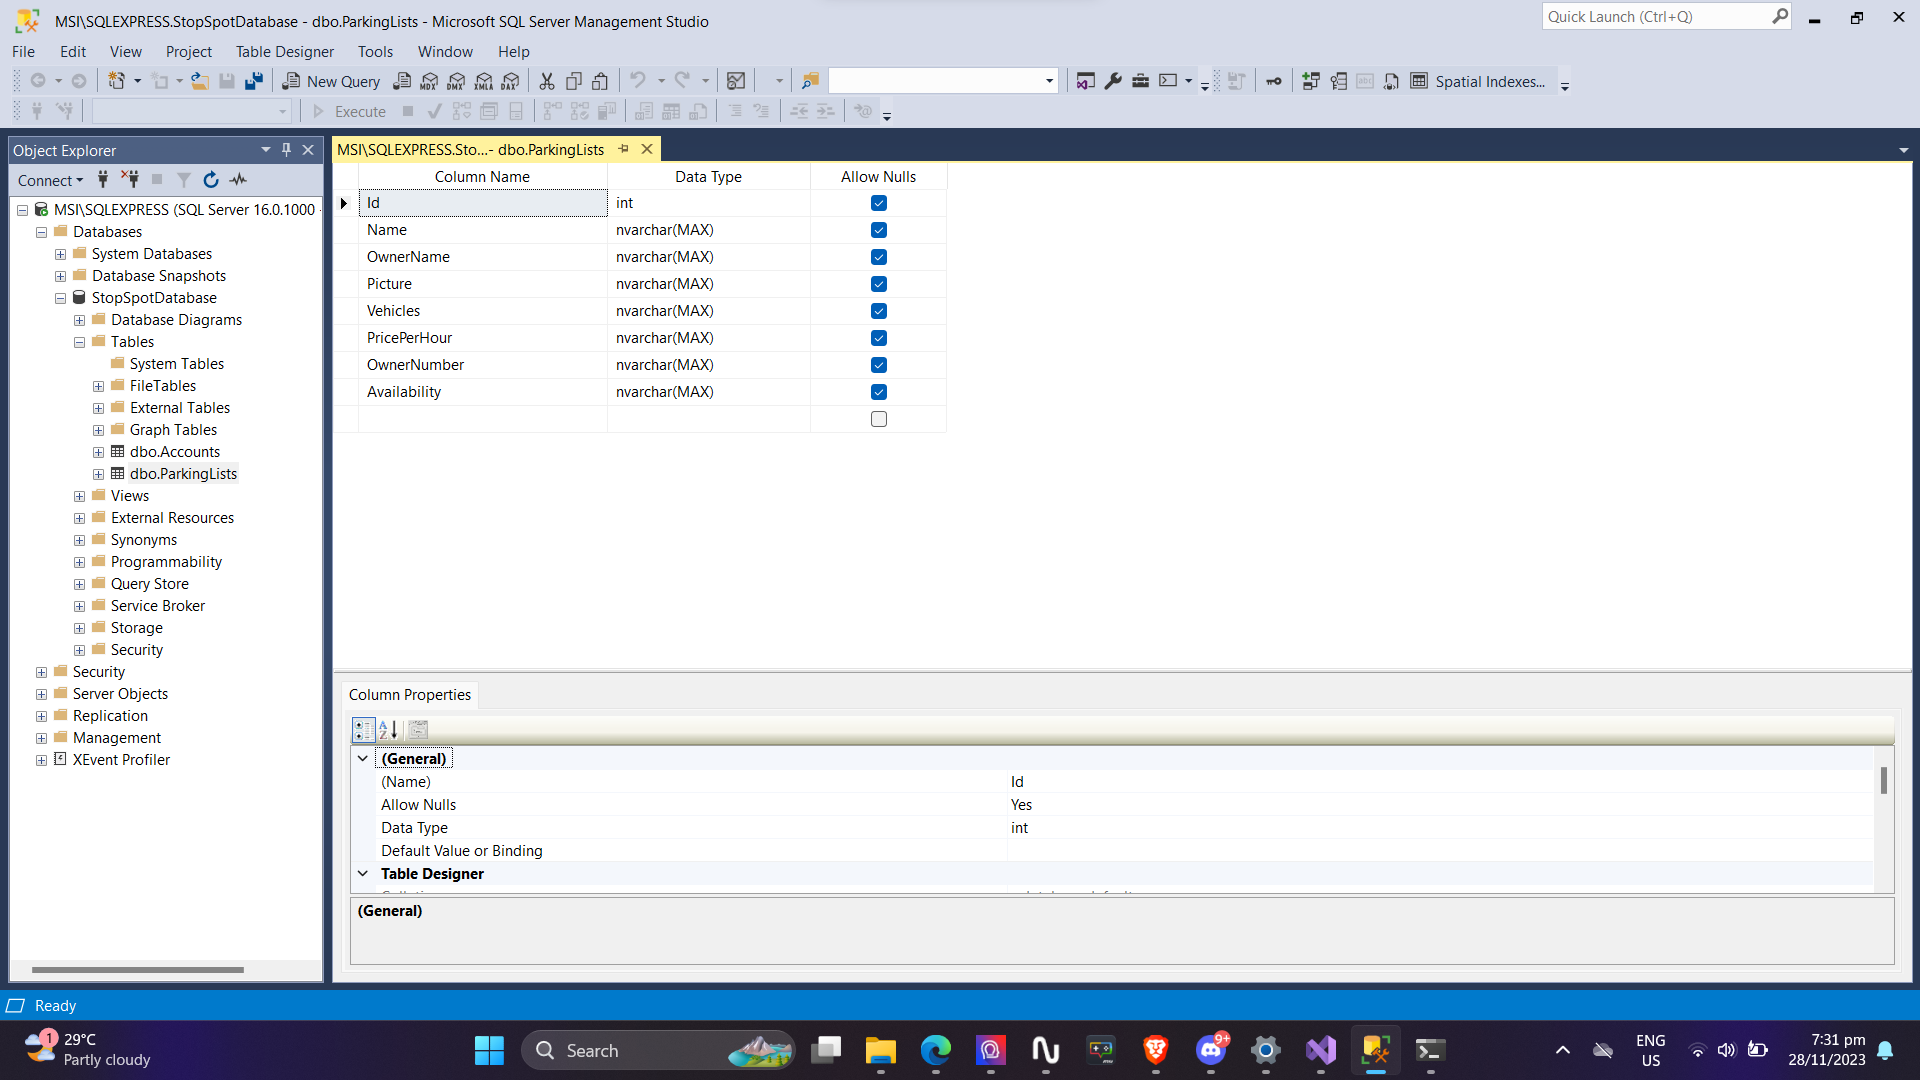 MSI\SQLEXPRESS.StopSpotDatabase - dbo.ParkingLists - Microsoft SQL Server Management Studio
Quick Launch (Ctrl+Q)
File Edit View Project Table Designer Tools Window Help
New Query MDX DMX XMLA DAX Spatial Indexes...
Execute
Object Explorer
MSI\SQLEXPRESS.Sto...- dbo.ParkingLists
Connect
Column Name Data Type Allow Nulls
Id int
Name nvarchar(MAX)
OwnerName nvarchar(MAX)
Picture nvarchar(MAX)
Vehicles nvarchar(MAX)
PricePerHour nvarchar(MAX)
OwnerNumber nvarchar(MAX)
Availability nvarchar(MAX)
MSI\SQLEXPRESS (SQL Server 16.0.1000 -
Databases
System Databases
Database Snapshots
StopSpotDatabase
Database Diagrams
Tables
System Tables
FileTables
External Tables
Graph Tables
dbo.Accounts
dbo.ParkingLists
Views
External Resources
Synonyms
Programmability
Query Store
Service Broker
Storage
Security
Security
Server Objects
Replication
Management
XEvent Profiler
Column Properties
(General)
(Name) Id
Allow Nulls Yes
Data Type int
Default Value or Binding
Table Designer
(General)
Ready
1
29°C
Partly cloudy
Search
9+
ENG
US
7:31 pm
28/11/2023